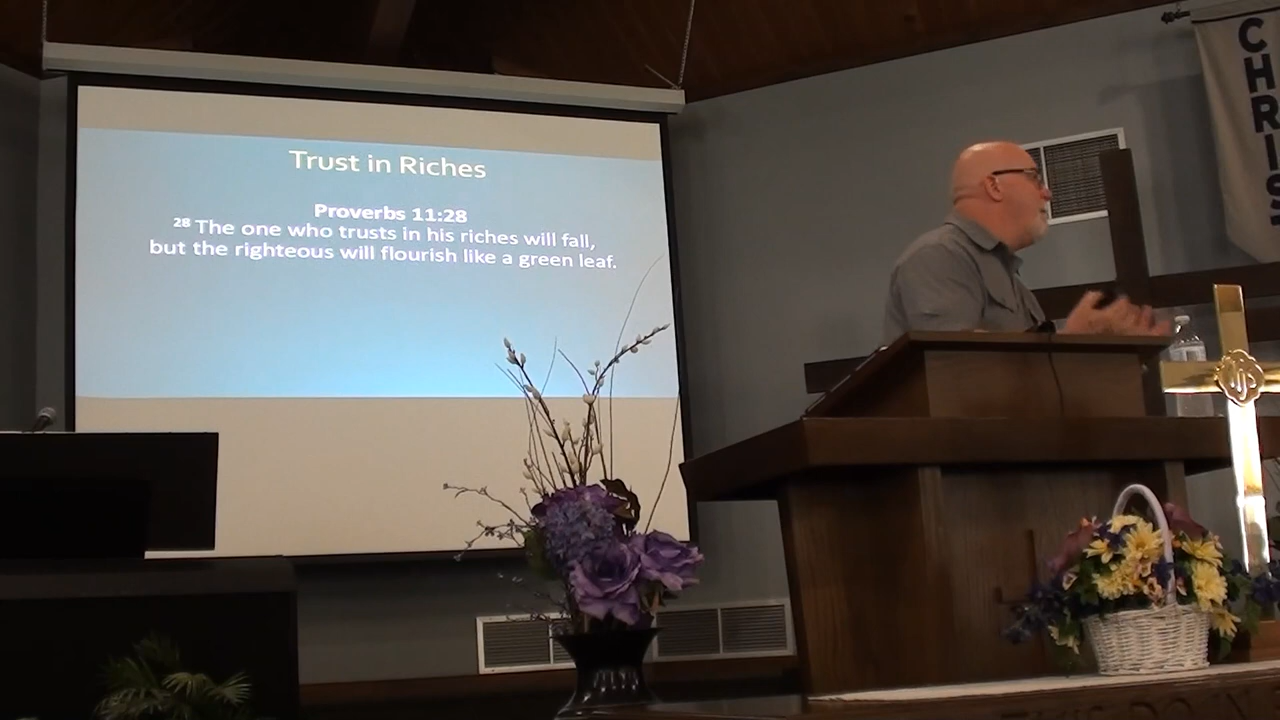 Trust in Riches
Proverbs 11:28
28 The one who trusts in his riches will fall,
but the righteous will flourish like a green leaf.
CHRIS